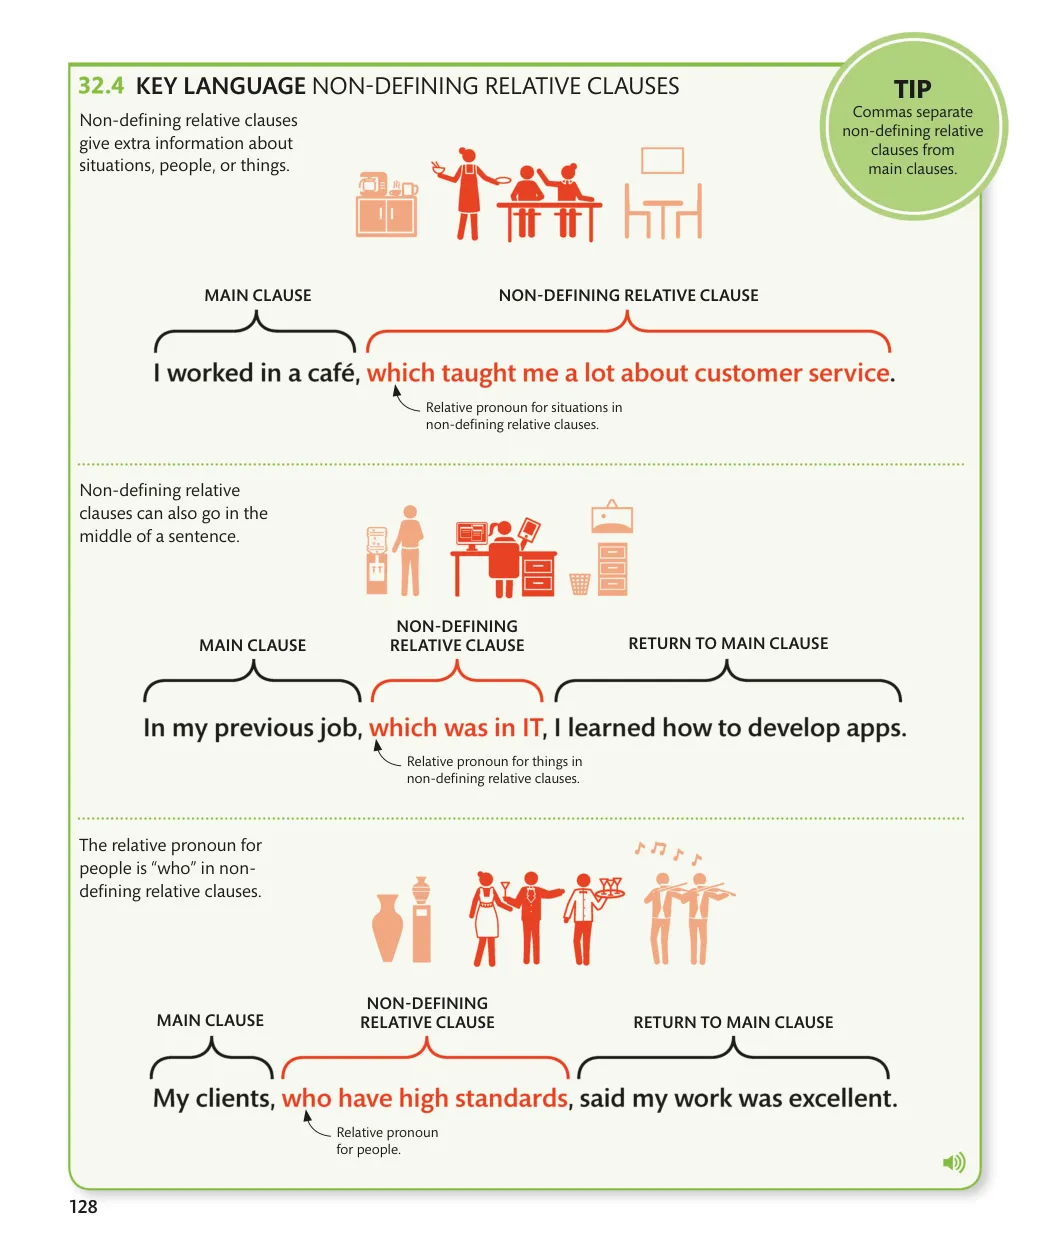 32.4 KEY LANGUAGE NON-DEFINING RELATIVE CLAUSES
Non-defining relative clauses
give extra information about
situations, people, or things.
TIP
Commas separate
non-defining relative
clauses from
main clauses.
MAIN CLAUSE
NON-DEFINING RELATIVE CLAUSE
I worked in a café, which taught me a lot about customer service.
Relative pronoun for situations in
non-defining relative clauses.
Non-defining relative
clauses can also go in the
middle of a sentence.
MAIN CLAUSE
NON-DEFINING
RELATIVE CLAUSE
RETURN TO MAIN CLAUSE
In my previous job, which was in IT, I learned how to develop apps.
Relative pronoun for things in
non-defining relative clauses.
The relative pronoun for
people is “who” in non-
defining relative clauses.
MAIN CLAUSE
NON-DEFINING
RELATIVE CLAUSE
RETURN TO MAIN CLAUSE
My clients, who have high standards, said my work was excellent.
Relative pronoun
for people.
128